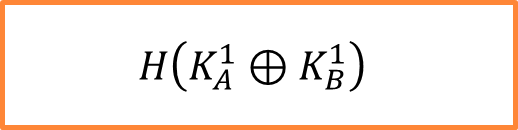 H(K_A^1 ⊕ K_B^1)